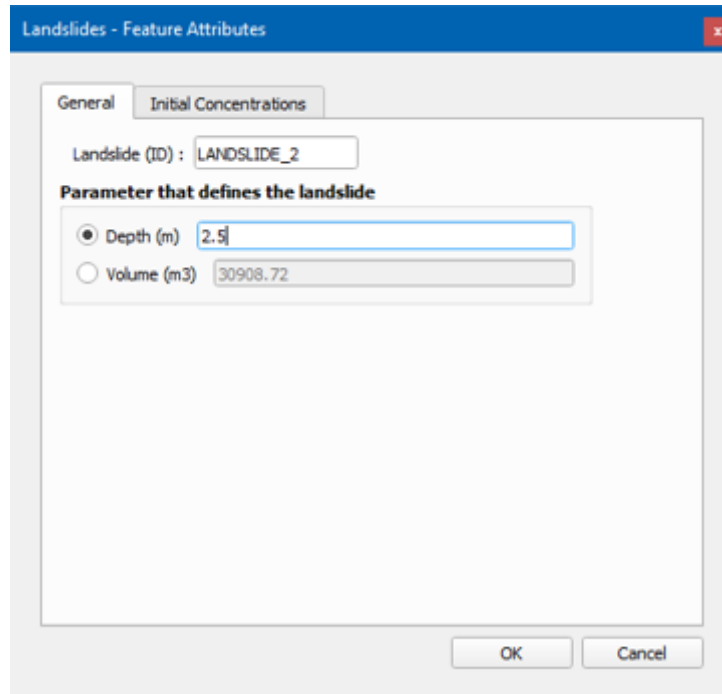 Landslides - Feature Attributes
x
General Initial Concentrations
Landslide (ID) : LANDSLIDE_2
Parameter that defines the landslide
Depth (m) 2.5
Volume (m3) 30908.72
OK Cancel